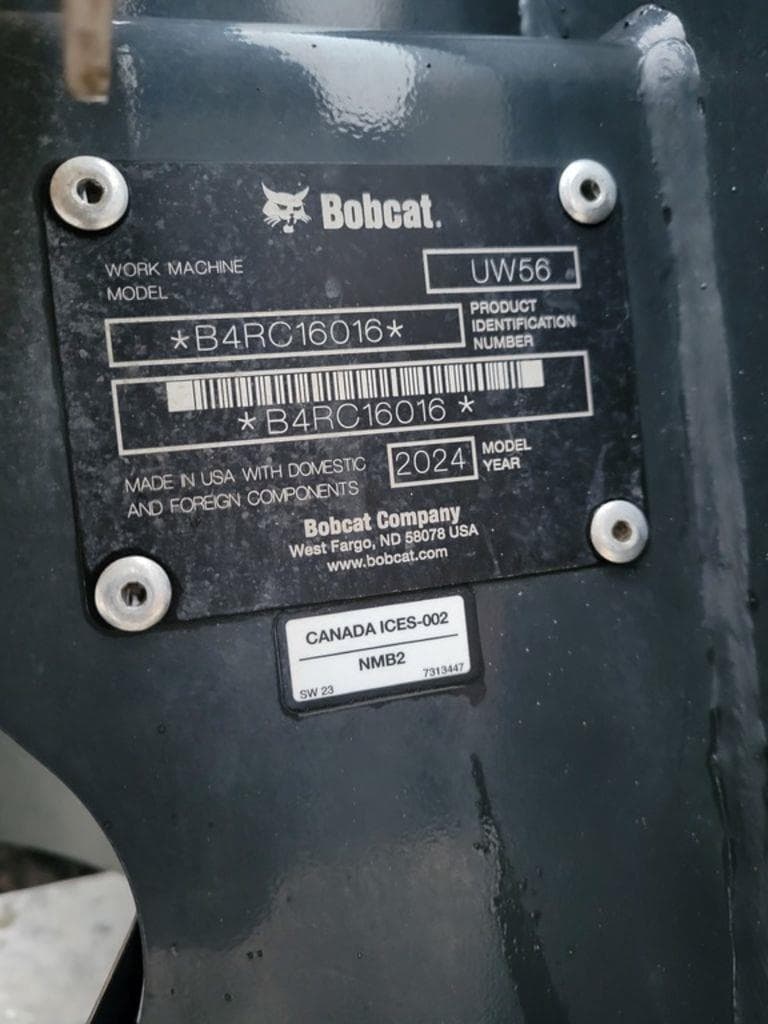 Bobcat.
WORK MACHINE
MODEL
UW56
*B4RC16016*
PRODUCT
IDENTIFICATION
NUMBER
*B4RC16016 *
MADE IN USA WITH DOMESTIC
AND FOREIGN COMPONENTS
2024
MODEL
YEAR
Bobcat Company
West Fargo, ND 58078 USA
www.bobcat.com
CANADA ICES-002
NMB2
SW 23
7313447